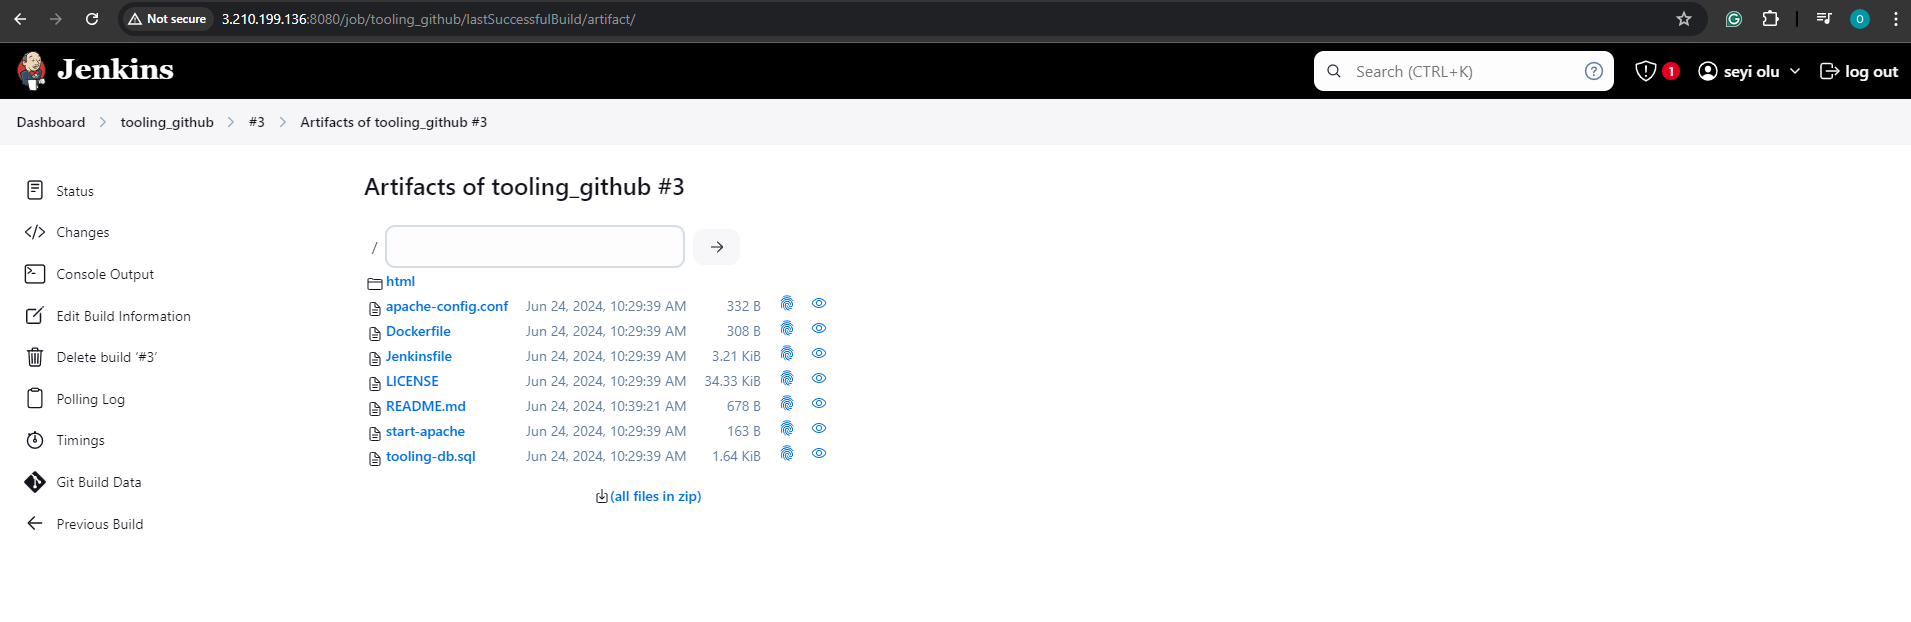 Not secure 3.210.199.136:8080/job/tooling_github/lastSuccessfulBuild/artifact/ O
Jenkins Search (CTRL+K) ? 1 seyi olu log out
Dashboard tooling_github #3 Artifacts of tooling_github #3
Status
Changes
Console Output
Edit Build Information
Delete build ‘#3’
Polling Log
Timings
Git Build Data
Previous Build
Artifacts of tooling_github #3
/
html
apache-config.conf Jun 24, 2024, 10:29:39 AM 332 B
Dockerfile Jun 24, 2024, 10:29:39 AM 308 B
Jenkinsfile Jun 24, 2024, 10:29:39 AM 3.21 KiB
LICENSE Jun 24, 2024, 10:29:39 AM 34.33 KiB
README.md Jun 24, 2024, 10:39:21 AM 678 B
start-apache Jun 24, 2024, 10:29:39 AM 163 B
tooling-db.sql Jun 24, 2024, 10:29:39 AM 1.64 KiB
(all files in zip)